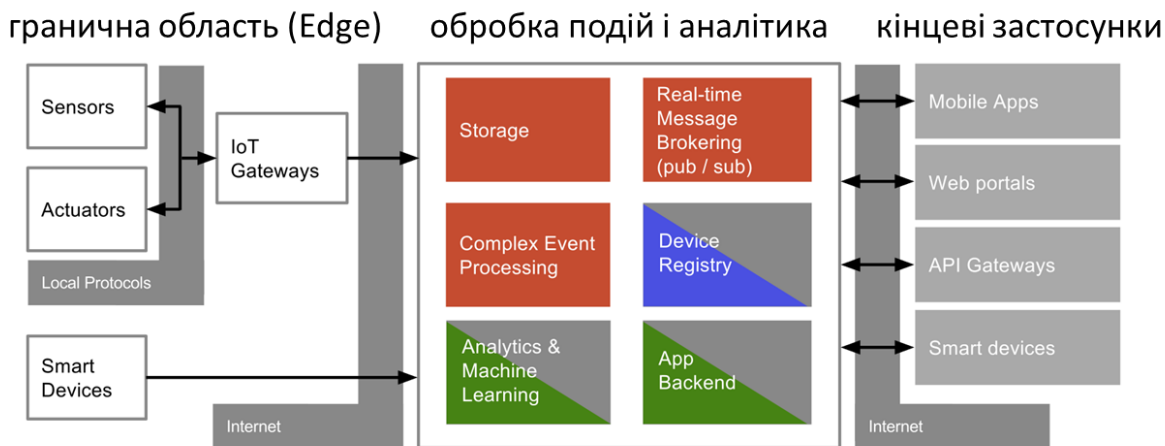 гранична область (Edge)
обробка подій і аналітика
кінцеві застосунки
Sensors
Actuators
Local Protocols
IoT
Gateways
Smart
Devices
Internet
Storage
Real-time
Message
Brokering
(pub / sub)
Complex Event
Processing
Device
Registry
Analytics &
Machine
Learning
App
Backend
Mobile Apps
Web portals
API Gateways
Smart devices
Internet